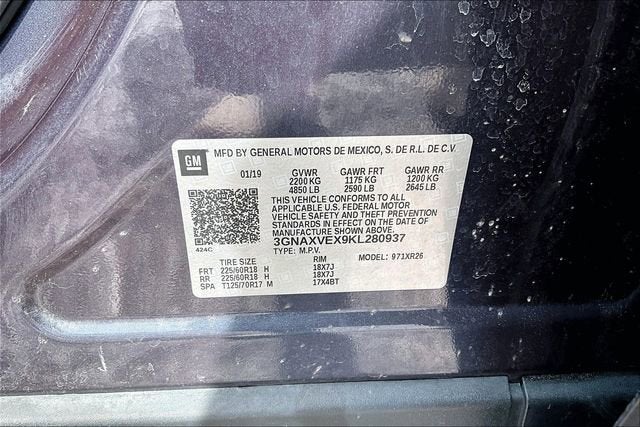 GM
MFD BY GENERAL MOTORS DE MEXICO, S. DE R.L. DE C.V.
01/19 GVWR GAWR FRT GAWR RR
2200 KG 1175 KG 1200 KG
4850 LB 2590 LB 2645 LB
THIS VEHICLE CONFORMS TO ALL
APPLICABLE U.S. FEDERAL MOTOR
VEHICLE SAFETY AND THEFT PREVENTION
STANDARDS IN EFFECT ON THE DATE OF
MANUFACTURE SHOWN ABOVE.
424C 3GNAXVEX9KL280937
TYPE: M.P.V. MODEL: 971XR26
TIRE SIZE RIM
FRT 225/60R18 H 18X7J
RR 225/60R18 H 18X7J
SPA T125/70R17 M 17X4BT